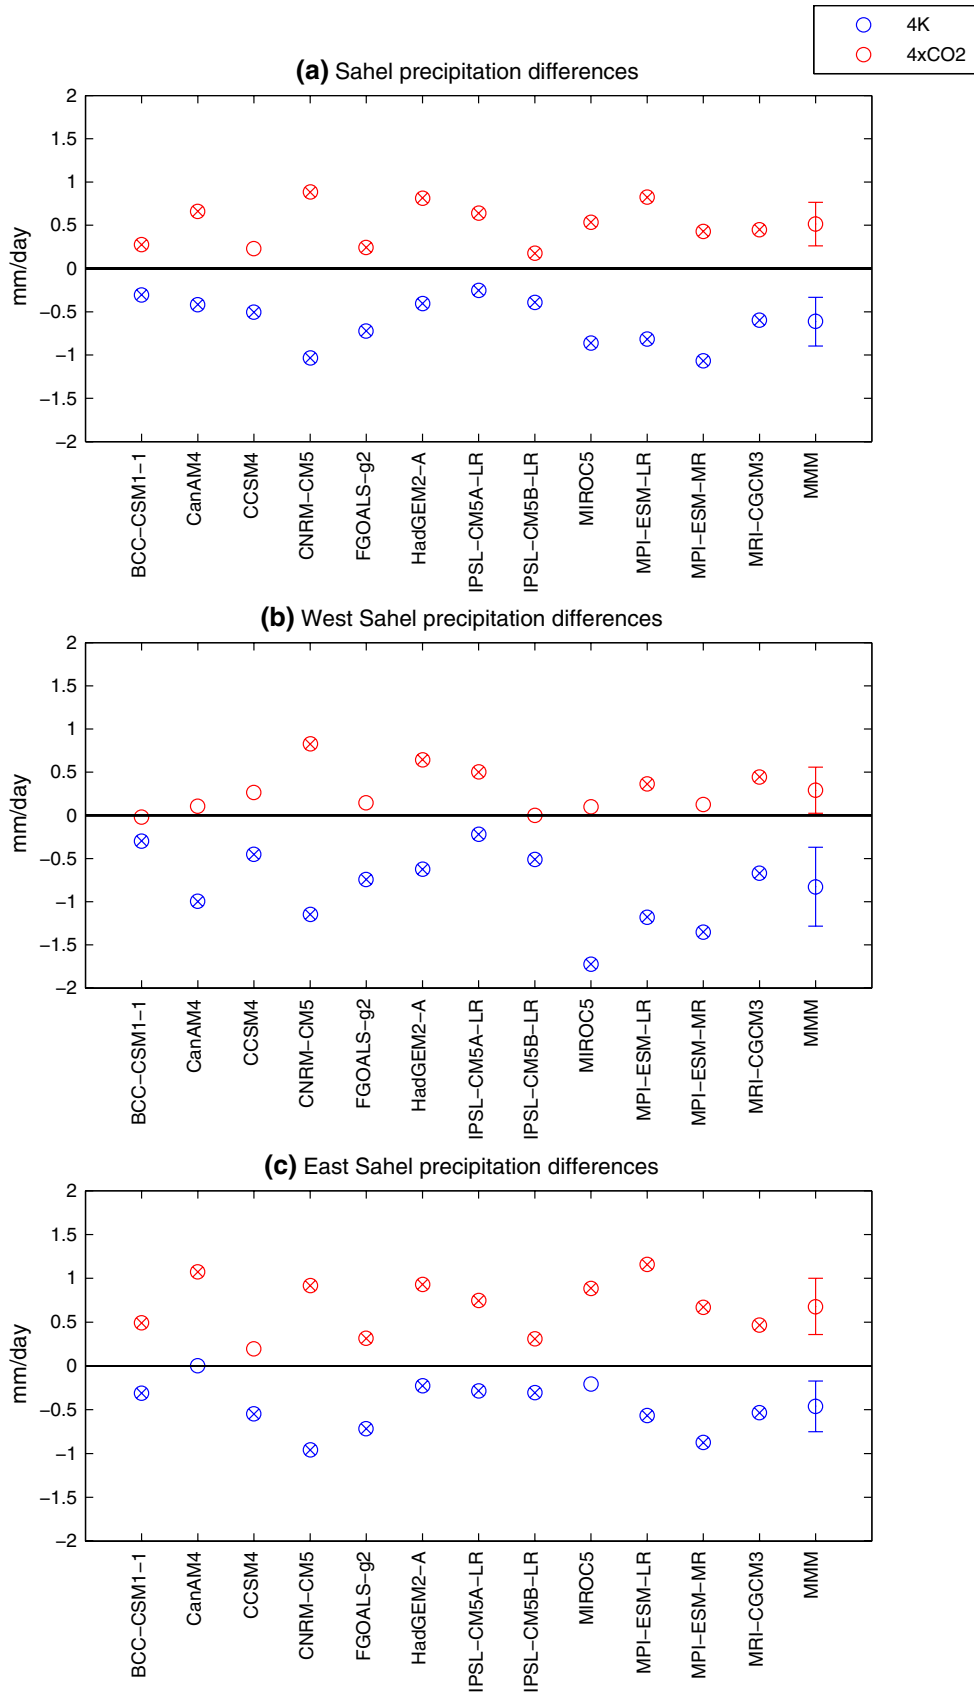 4K
4xCO2
(a) Sahel precipitation differences
2
1.5
1
0.5
0
−0.5
−1
−1.5
−2
mm/day
BCC−CSM1−1
CanAM4
CCSM4
CNRM−CM5
FGOALS−g2
HadGEM2−A
IPSL−CM5A−LR
IPSL−CM5B−LR
MIROC5
MPI−ESM−LR
MPI−ESM−MR
MRI−CGCM3
MMM
(b) West Sahel precipitation differences
2
1.5
1
0.5
0
−0.5
−1
−1.5
−2
mm/day
BCC−CSM1−1
CanAM4
CCSM4
CNRM−CM5
FGOALS−g2
HadGEM2−A
IPSL−CM5A−LR
IPSL−CM5B−LR
MIROC5
MPI−ESM−LR
MPI−ESM−MR
MRI−CGCM3
MMM
(c) East Sahel precipitation differences
2
1.5
1
0.5
0
−0.5
−1
−1.5
−2
mm/day
BCC−CSM1−1
CanAM4
CCSM4
CNRM−CM5
FGOALS−g2
HadGEM2−A
IPSL−CM5A−LR
IPSL−CM5B−LR
MIROC5
MPI−ESM−LR
MPI−ESM−MR
MRI−CGCM3
MMM